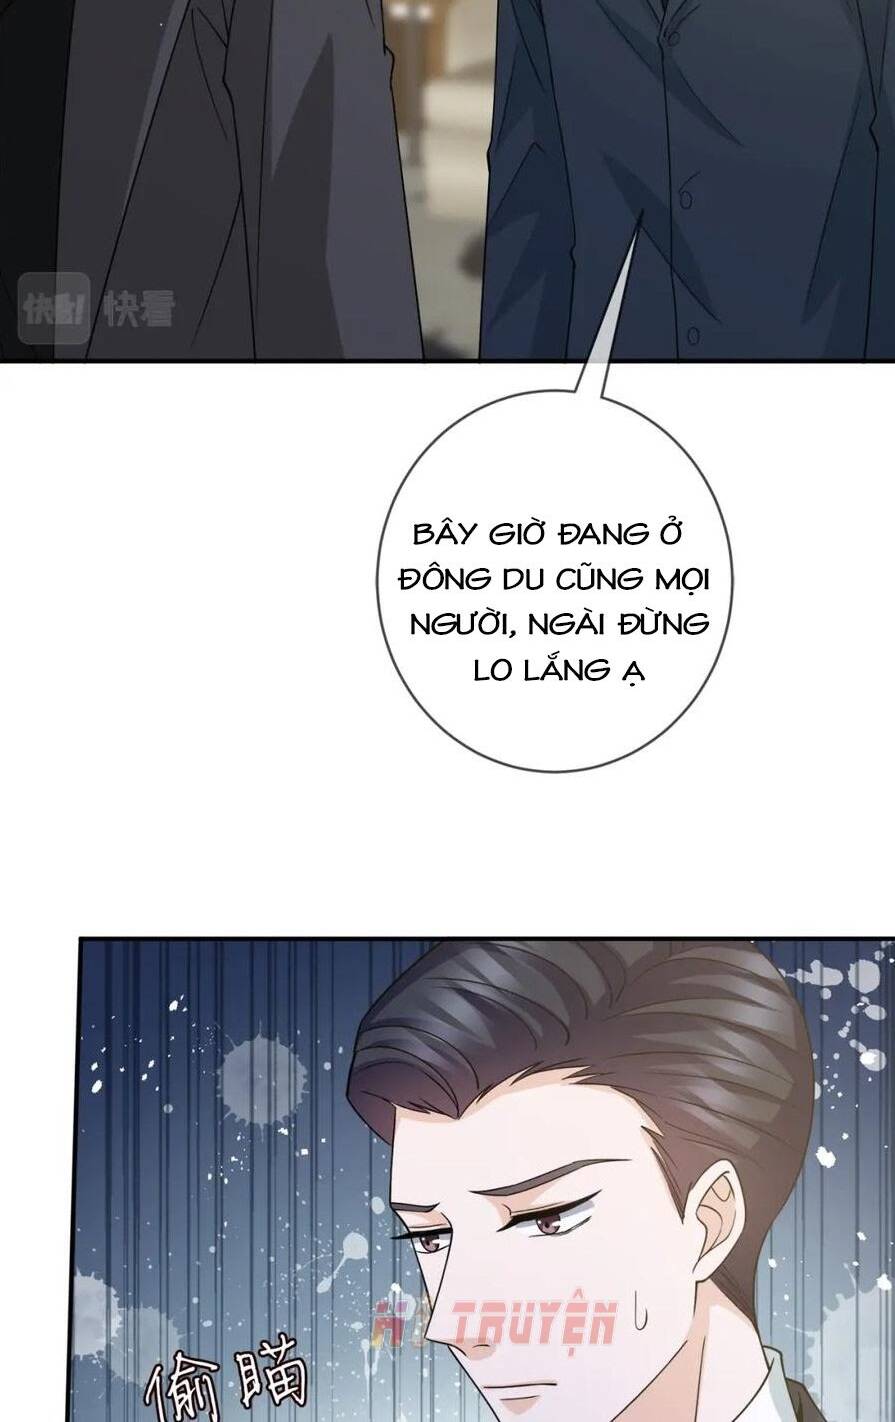 快看! 快看
BÂY GIỜ ĐANG Ở
ĐÔNG DU CŨNG MỌI
NGƯỜI, NGÀI ĐỪNG
LO LẮNG Ạ
TRUYỆN
偷瞄